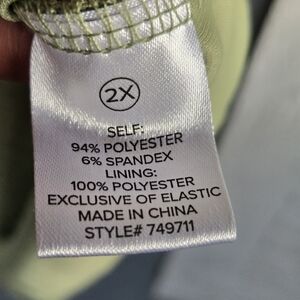 2X
SELF:
94% POLYESTER
6% SPANDEX
LINING:
100% POLYESTER
EXCLUSIVE OF ELASTIC
MADE IN CHINA
STYLE# 749711